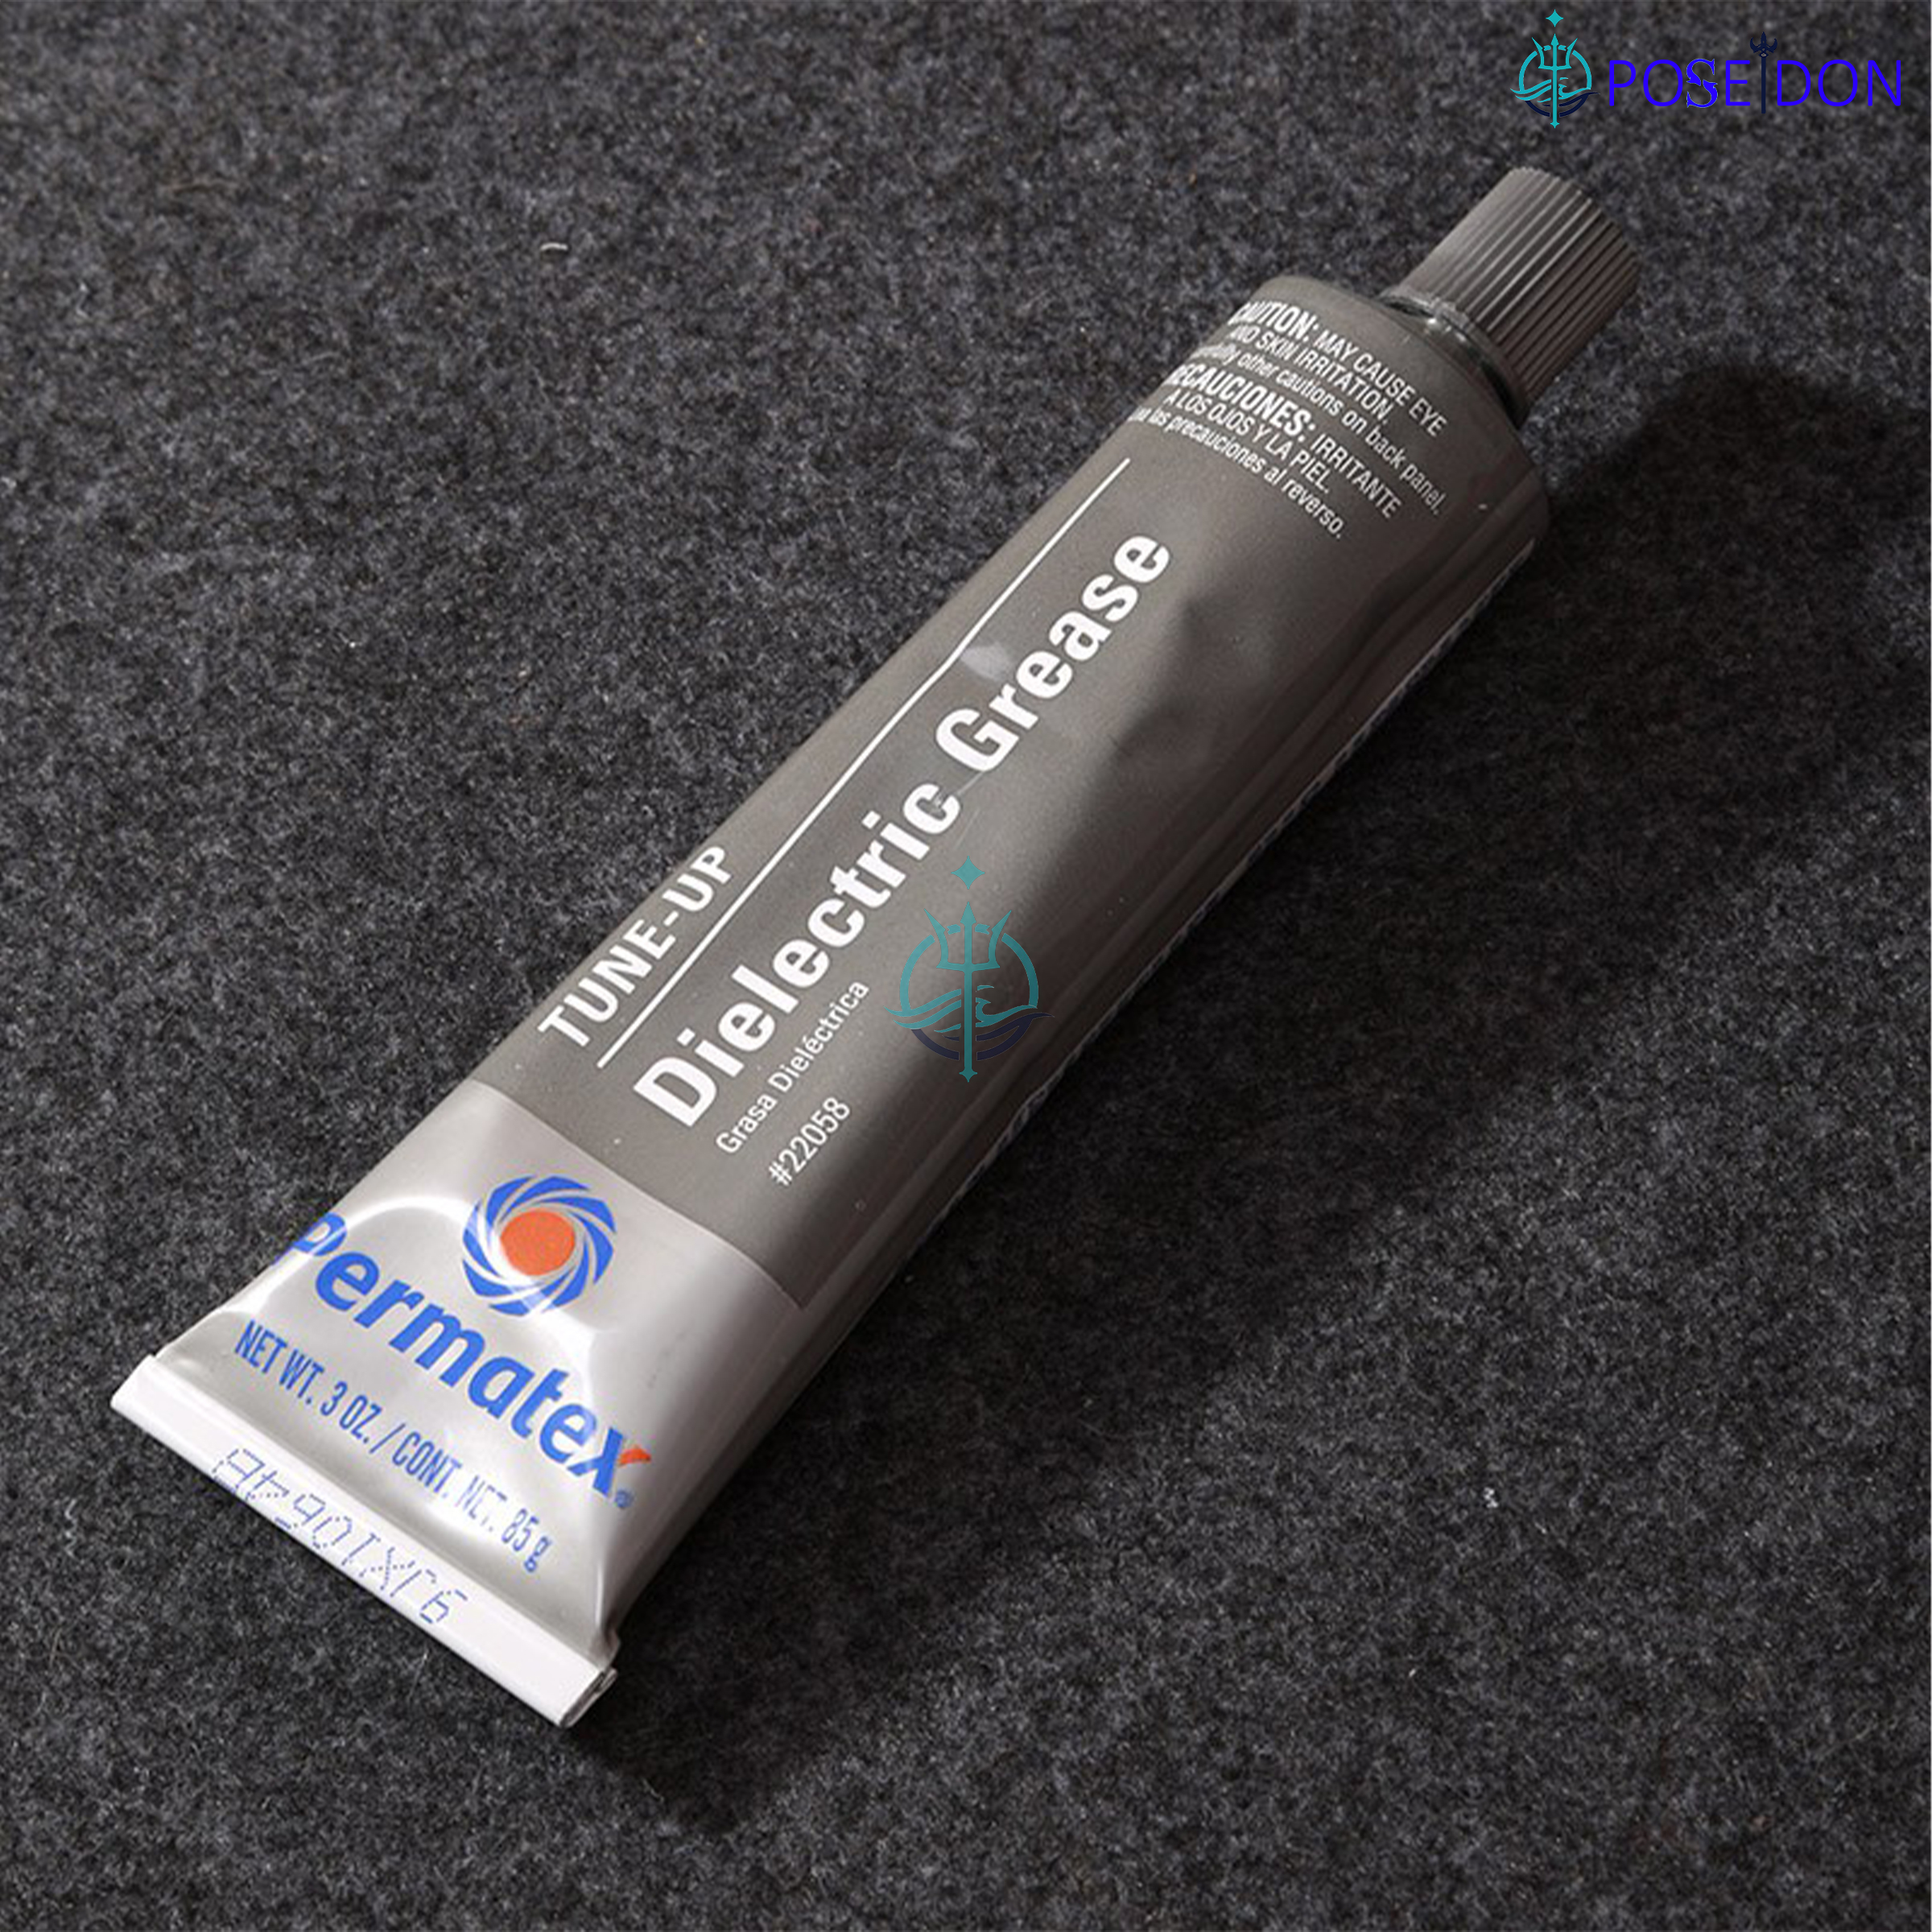 POSEIDON
CAUTION: MAY CAUSE EYE
AND SKIN IRRITATION.
other cautions on back panel.
PRECAUCIONES: IRRITANTE
A LOS OJOS Y LA PIEL.
las precauciones al reverso.
TUNE-UP
Dielectric Grease
Grasa Dieléctrica
#22058
Permatex®
NET WT. 3 OZ. / CONT. NET. 85 g